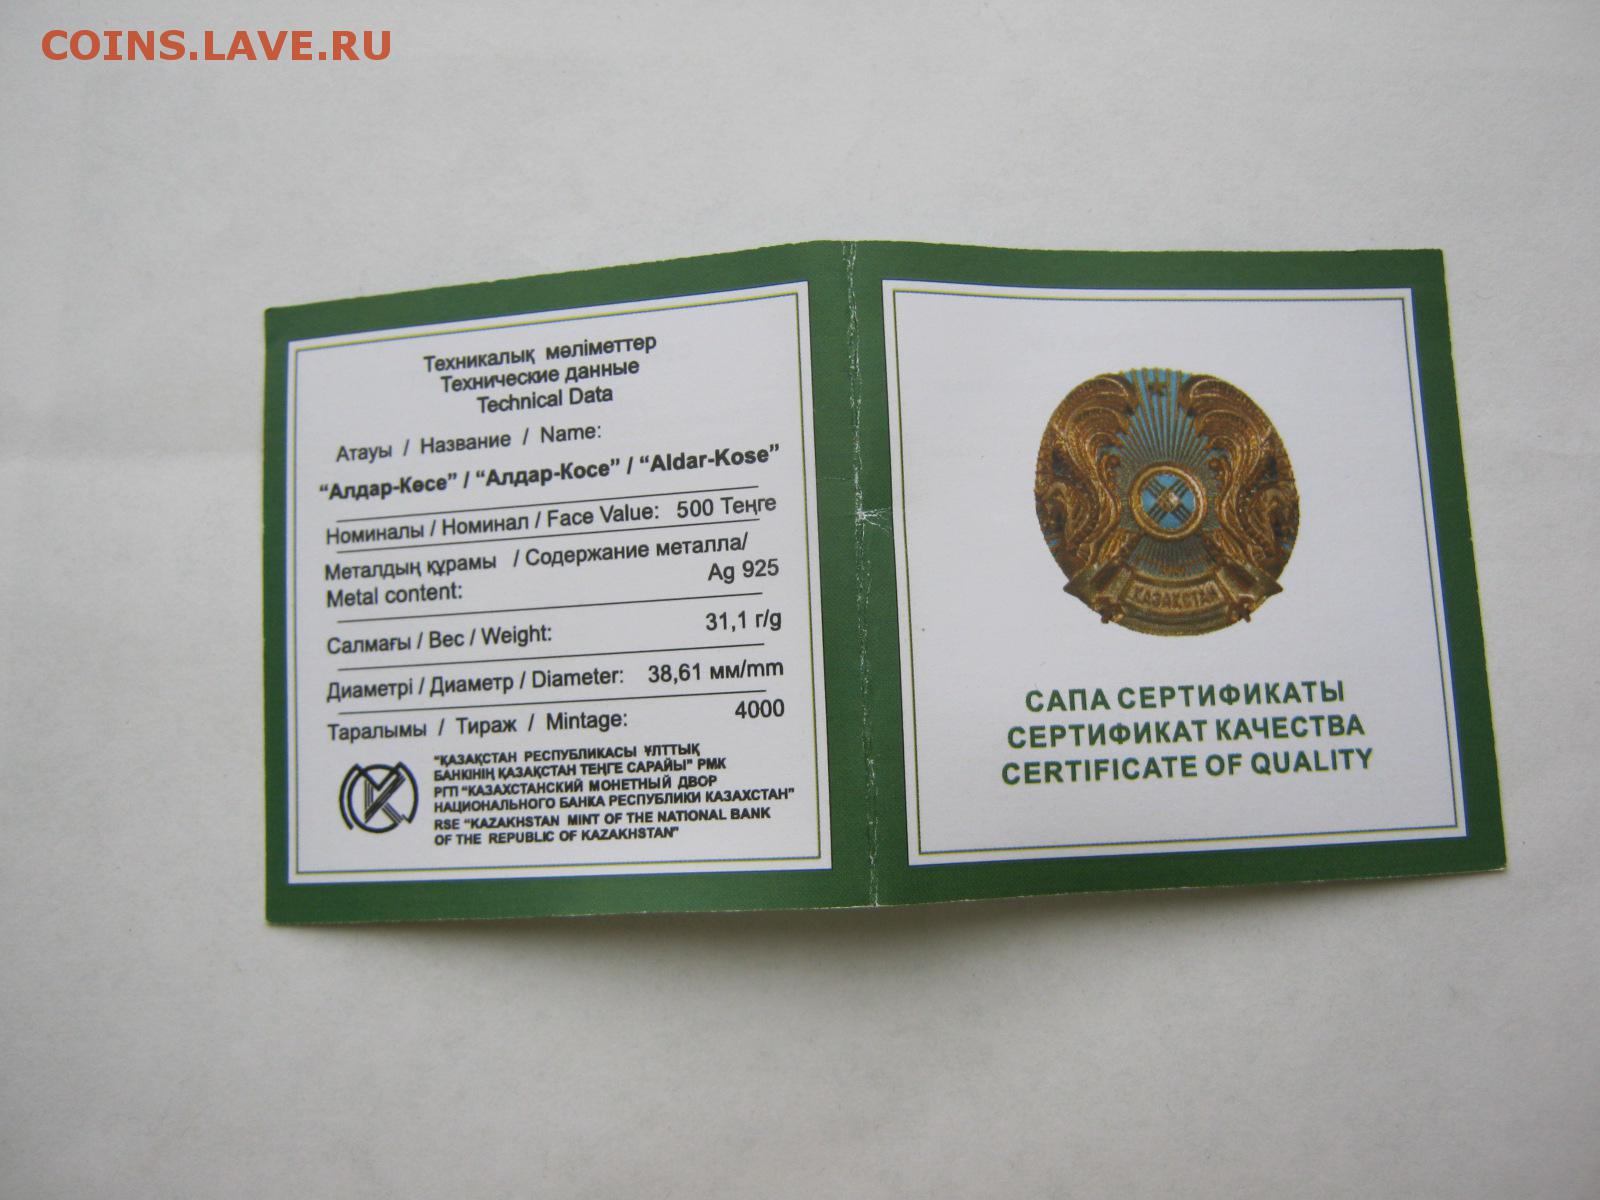 COINS.LAVE.RU
Техникалық мәліметтер
Технические данные
Technical Data
Атауы / Название / Name:
“Алдар-Көсе” / “Алдар-Косе” / “Aldar-Kose”
Номиналы / Номинал / Face Value: 500 Теңге
Металдың құрамы / Содержание металла/
Metal content: Ag 925
Салмағы / Вес / Weight: 31,1 г/g
Диаметрі / Диаметр / Diameter: 38,61 мм/mm
Таралымы / Тираж / Mintage: 4000
“ҚАЗАҚСТАН РЕСПУБЛИКАСЫ ҰЛТТЫҚ
БАНКІНІҢ ҚАЗАҚСТАН ТЕҢГЕ САРАЙЫ” РМК
РГП “КАЗАХСТАНСКИЙ МОНЕТНЫЙ ДВОР
НАЦИОНАЛЬНОГО БАНКА РЕСПУБЛИКИ КАЗАХСТАН”
RSE “KAZAKHSTAN MINT OF THE NATIONAL BANK
OF THE REPUBLIC OF KAZAKHSTAN”
ҚАЗАҚСТАН
САПА СЕРТИФИКАТЫ
СЕРТИФИКАТ КАЧЕСТВА
CERTIFICATE OF QUALITY